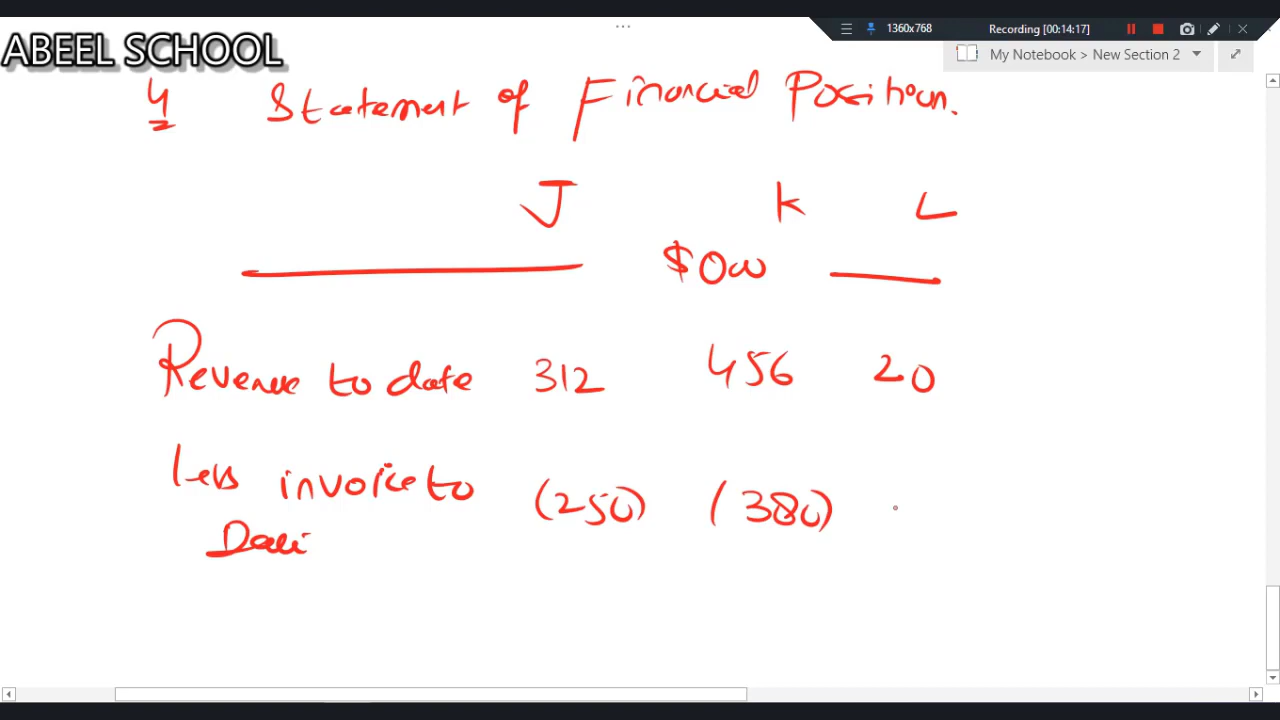 Recording [00:14:17]
1360x768
ABEEL SCHOOL
My Notebook > New Section 2
4 Statement of Financial Position.
J K L
$000
Revenue to date 312 456 20
Less invoice to (250) (380)
Date